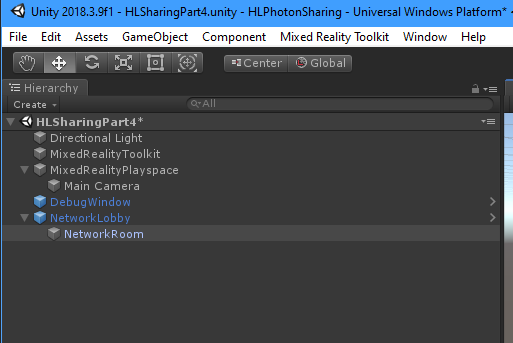 Unity 2018.3.9f1 - HLSharingPart4.unity - HLPhotonSharing - Universal Windows Platform*
File Edit Assets GameObject Component Mixed Reality Toolkit Window Help
Center Global
Hierarchy
Create All
HLSharingPart4*
Directional Light
MixedRealityToolkit
MixedRealityPlayspace
Main Camera
DebugWindow
NetworkLobby
NetworkRoom